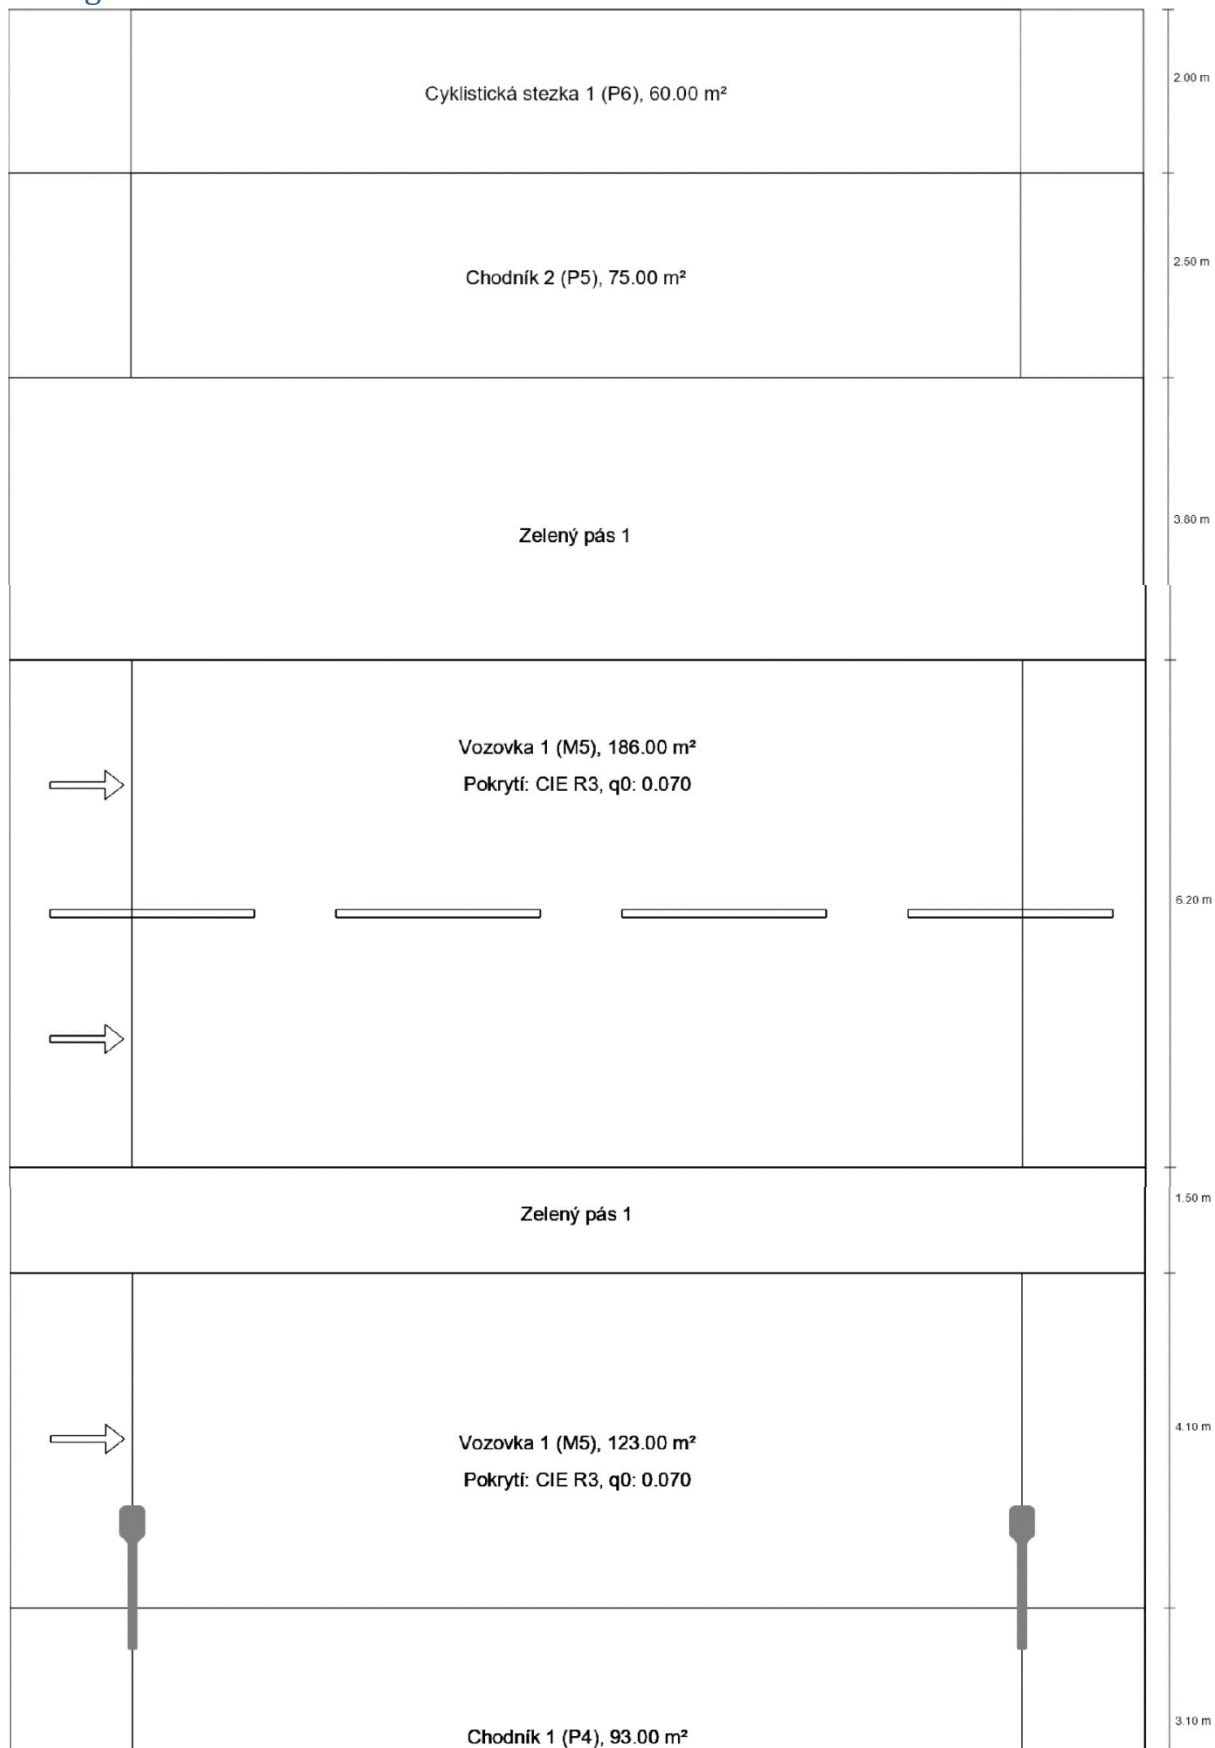 Cyklistická stezka 1 (P6), 60.00 m²
2.00 m
Chodník 2 (P5), 75.00 m²
2.50 m
Zelený pás 1
3.80 m
Vozovka 1 (M5), 186.00 m²
Pokrytí: CIE R3, q0: 0.070
6.20 m
Zelený pás 1
1.50 m
Vozovka 1 (M5), 123.00 m²
Pokrytí: CIE R3, q0: 0.070
4.10 m
Chodník 1 (P4), 93.00 m²
3.10 m